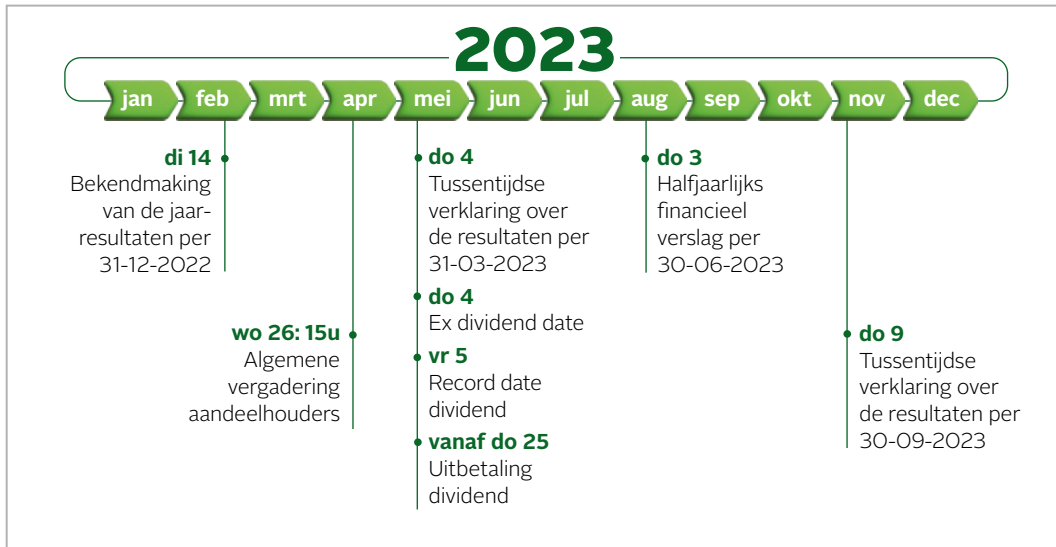 2023
jan feb mrt apr mei jun jul aug sep okt nov dec
di 14
Bekendmaking
van de jaar-
resultaten per
31-12-2022
wo 26: 15u
Algemene
vergadering
aandeelhouders
do 4
Tussentijdse
verklaring over
de resultaten per
31-03-2023
do 4
Ex dividend date
vr 5
Record date
dividend
vanaf do 25
Uitbetaling
dividend
do 3
Halfjaarlijks
financieel
verslag per
30-06-2023
do 9
Tussentijdse
verklaring over
de resultaten per
30-09-2023